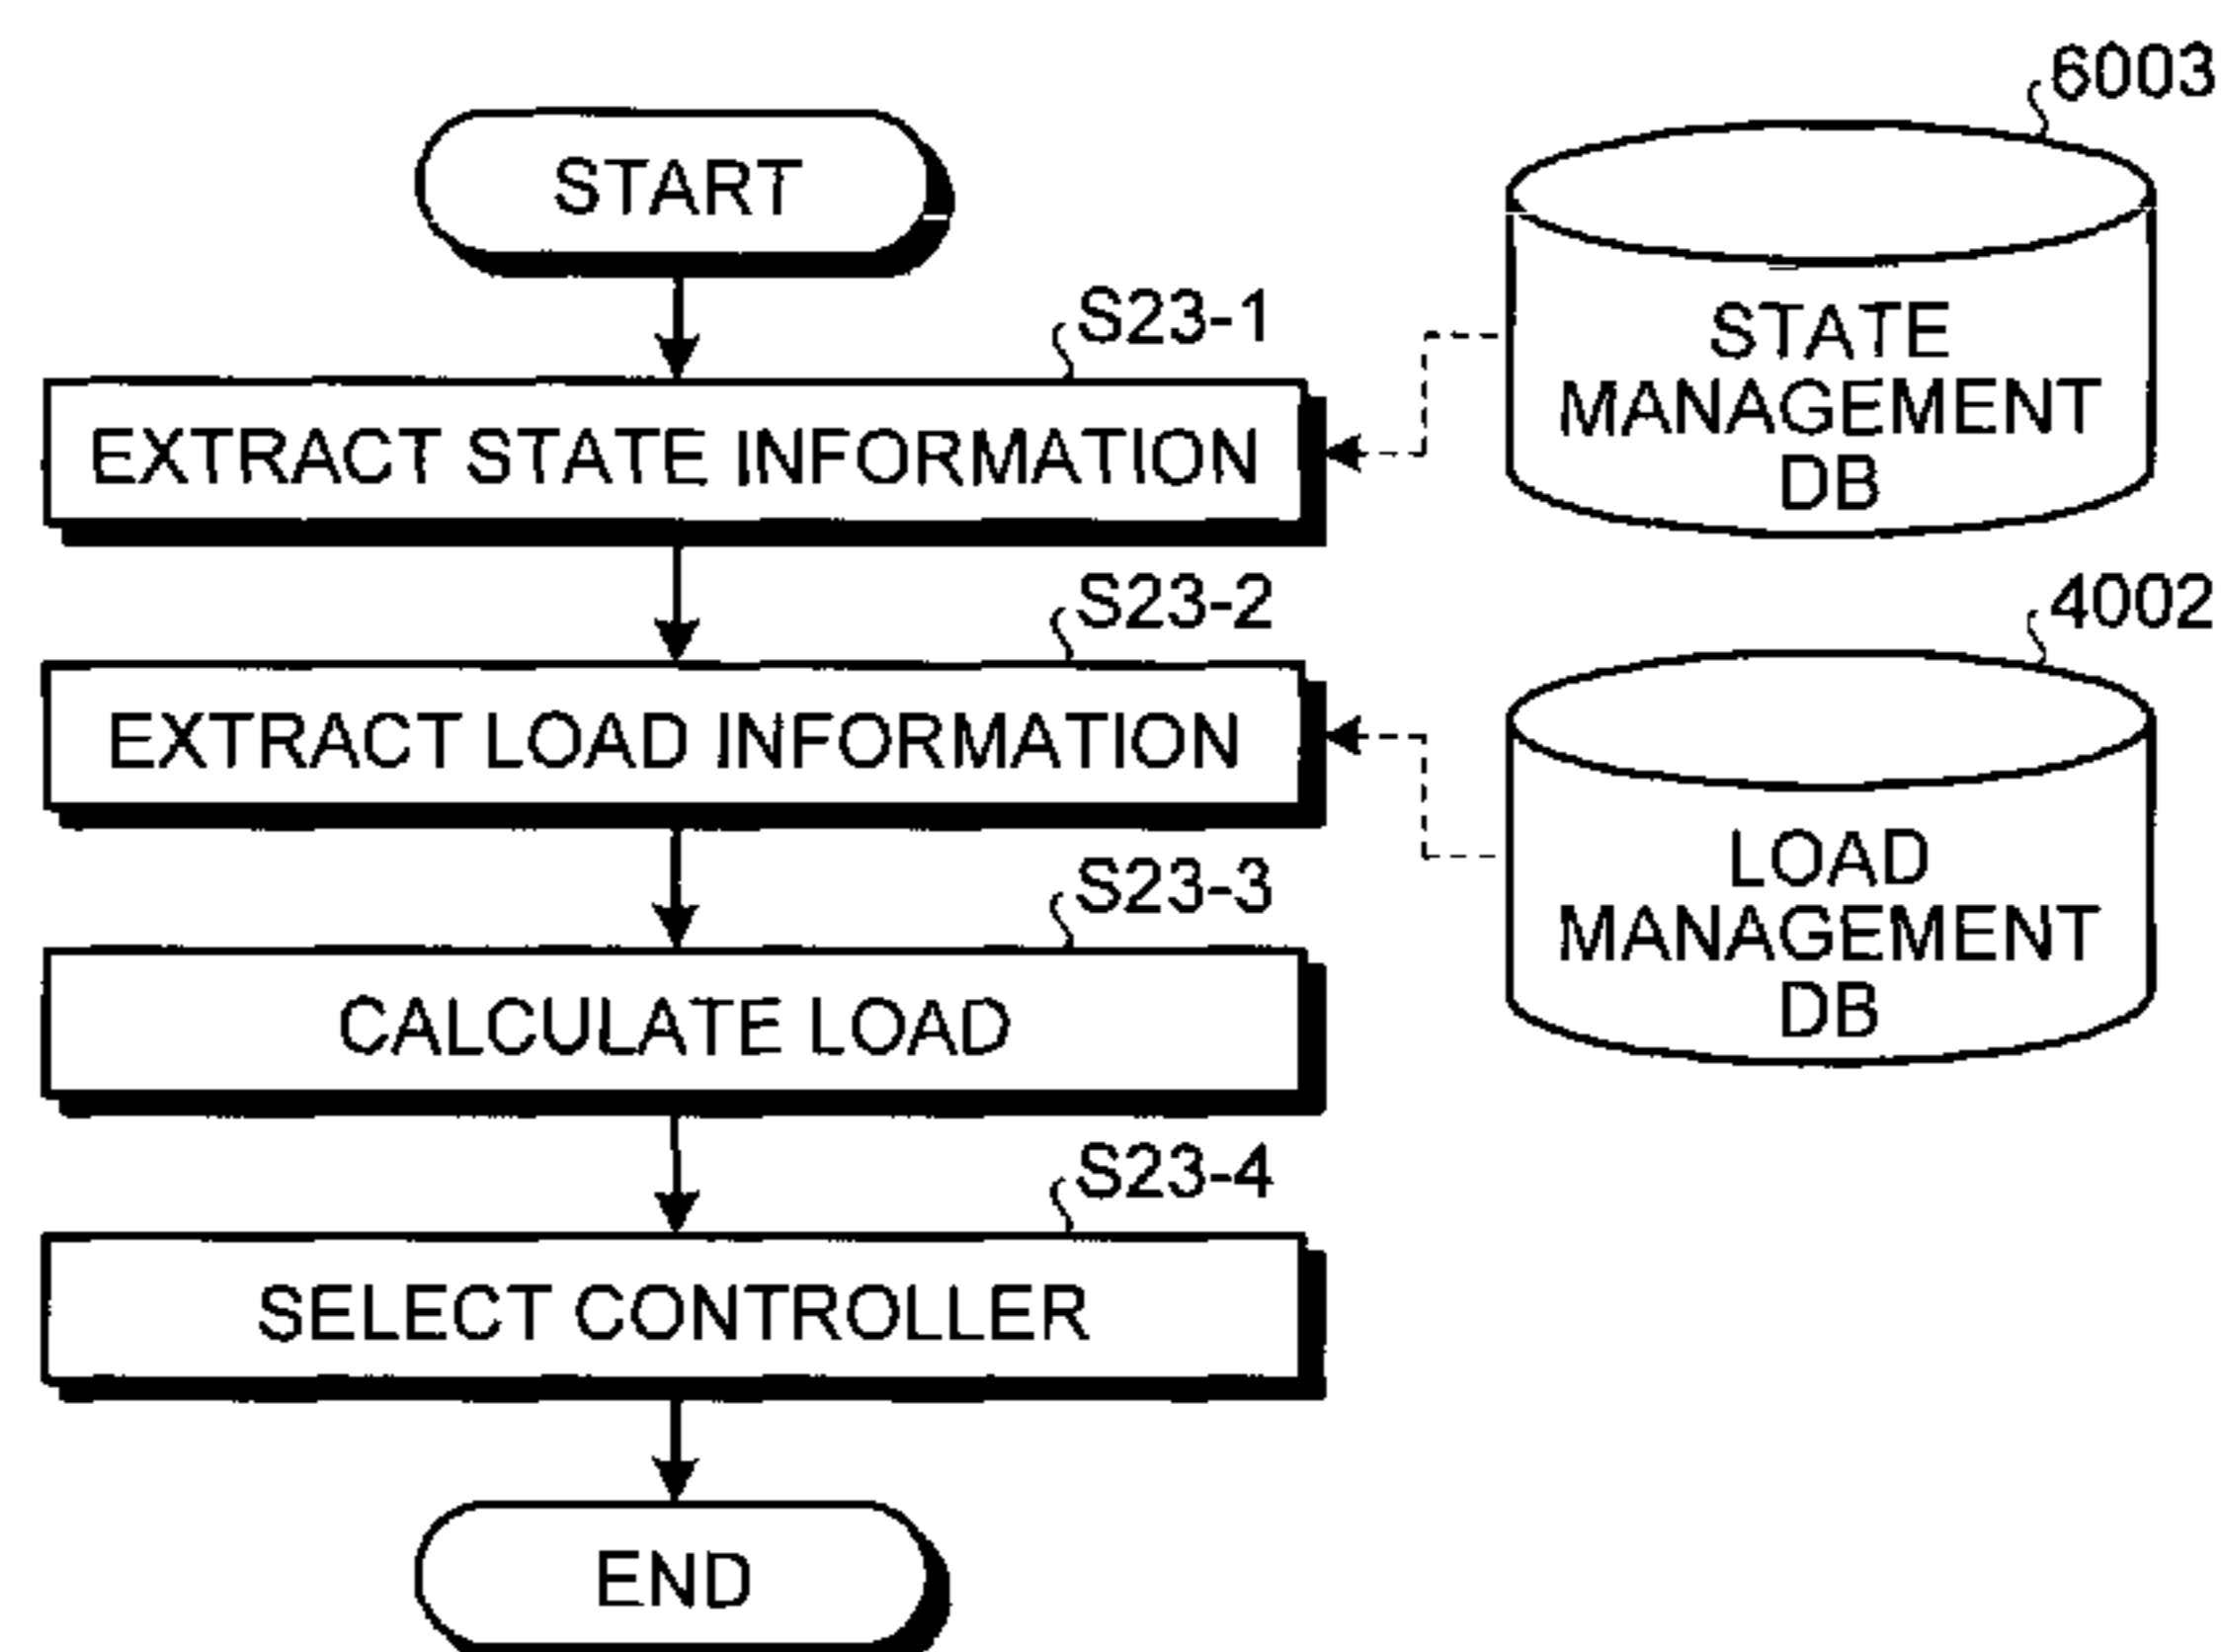 START
6003
S23-1
EXTRACT STATE INFORMATION
STATE
MANAGEMENT
DB
S23-2
EXTRACT LOAD INFORMATION
4002
LOAD
MANAGEMENT
DB
S23-3
CALCULATE LOAD
S23-4
SELECT CONTROLLER
END